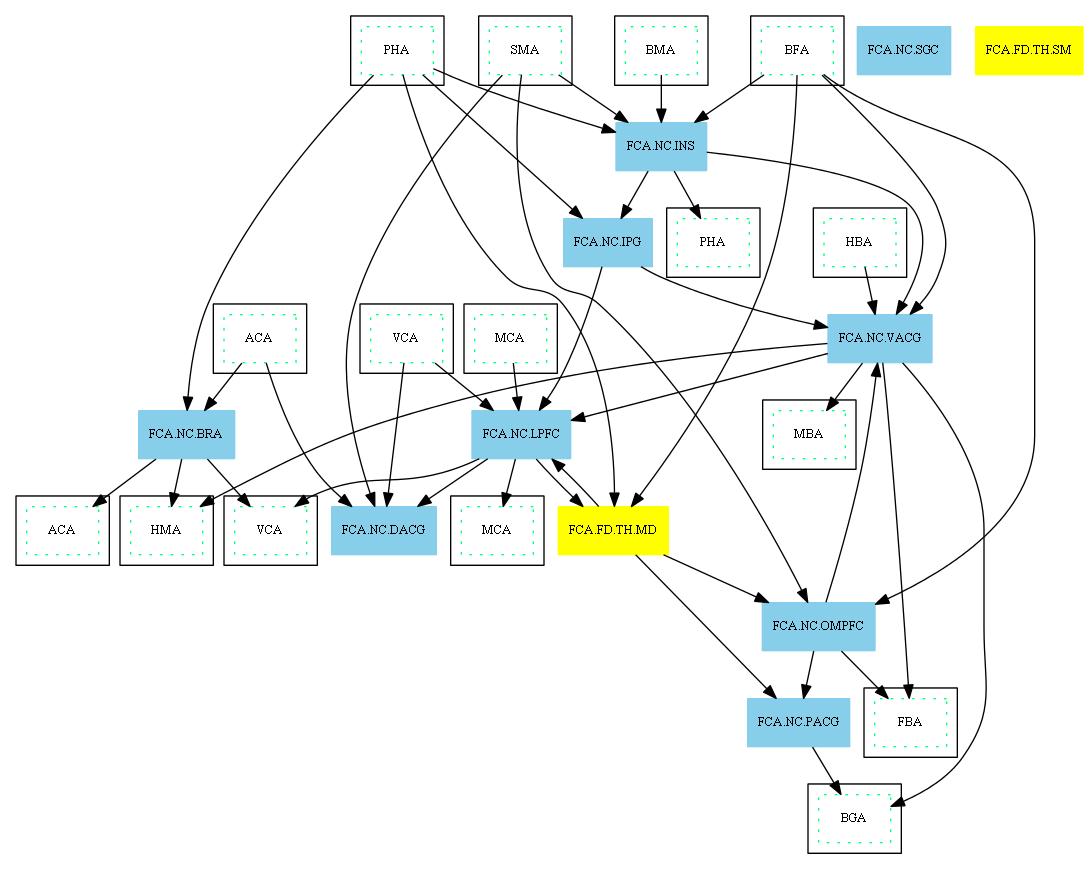 PHA
SMA
BMA
BFA
FCA.NC.SGC
FCA.FD.TH.SM
FCA.NC.INS
FCA.NC.IPG
PHA
HBA
ACA
VCA
MCA
FCA.NC.VACG
FCA.NC.BRA
FCA.NC.LPFC
MBA
ACA
HMA
VCA
FCA.NC.DACG
MCA
FCA.FD.TH.MD
FCA.NC.OMPFC
FCA.NC.PACG
FBA
BGA